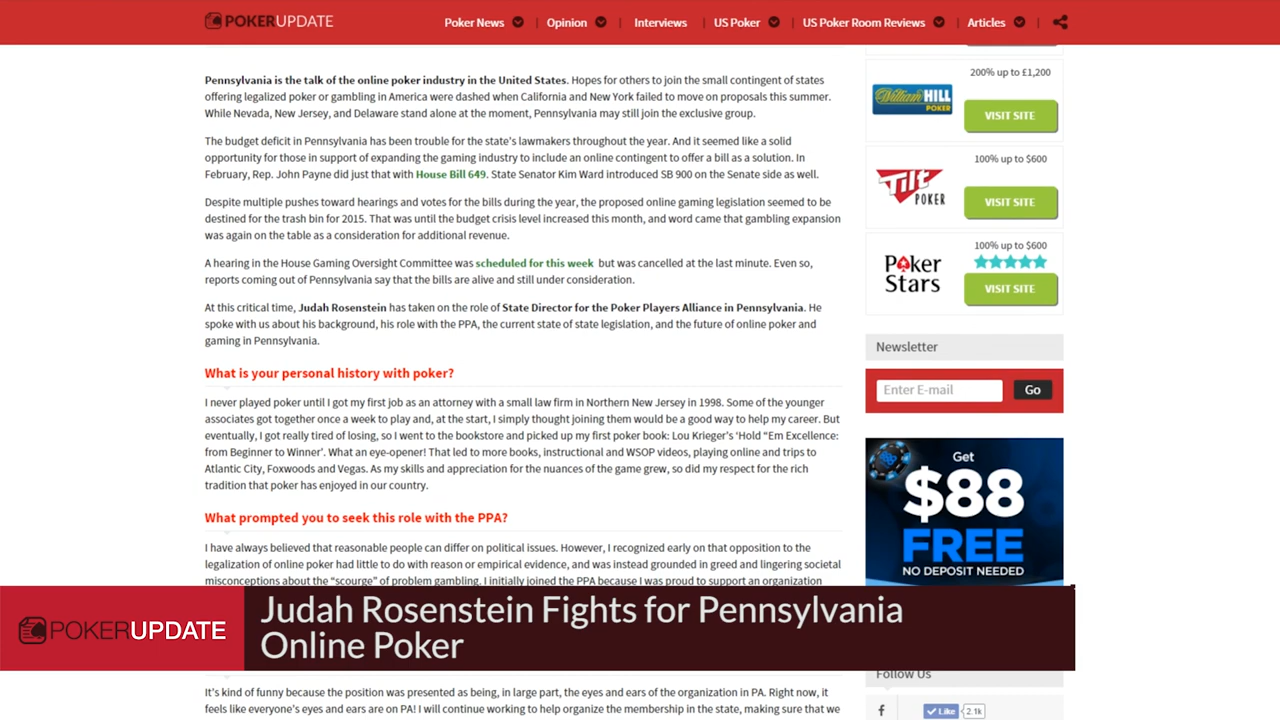 POKERUPDATE
Poker News | Opinion | Interviews | US Poker | US Poker Room Reviews | Articles |
Pennsylvania is the talk of the online poker industry in the United States. Hopes for others to join the small contingent of states
offering legalized poker or gambling in America were dashed when California and New York failed to move on proposals this summer.
While Nevada, New Jersey, and Delaware stand alone at the moment, Pennsylvania may still join the exclusive group.
The budget deficit in Pennsylvania has been trouble for the state's lawmakers throughout the year. And it seemed like a solid
opportunity for those in support of expanding the gaming industry to include an online contingent to offer a bill as a solution. In
February, Rep. John Payne did just that with House Bill 649. State Senator Kim Ward introduced SB 900 on the Senate side as well.
Despite multiple pushes toward hearings and votes for the bills during the year, the proposed online gaming legislation seemed to be
destined for the trash bin for 2015. That was until the budget crisis level increased this month, and word came that gambling expansion
was again on the table as a consideration for additional revenue.
A hearing in the House Gaming Oversight Committee was scheduled for this week but was cancelled at the last minute. Even so,
reports coming out of Pennsylvania say that the bills are alive and still under consideration.
At this critical time, Judah Rosenstein has taken on the role of State Director for the Poker Players Alliance in Pennsylvania. He
spoke with us about his background, his role with the PPA, the current state of state legislation, and the future of online poker and
gaming in Pennsylvania.
What is your personal history with poker?
I never played poker until I got my first job as an attorney with a small law firm in Northern New Jersey in 1998. Some of the younger
associates got together once a week to play and, at the start, I simply thought joining them would be a good way to help my career. But
eventually, I got really tired of losing, so I went to the bookstore and picked up my first poker book: Lou Krieger's 'Hold "Em Excellence:
from Beginner to Winner'. What an eye-opener! That led to more books, instructional and WSOP videos, playing online and trips to
Atlantic City, Foxwoods and Vegas. As my skills and appreciation for the nuances of the game grew, so did my respect for the rich
tradition that poker has enjoyed in our country.
What prompted you to seek this role with the PPA?
I have always believed that reasonable people can differ on political issues. However, I recognized early on that opposition to the
legalization of online poker had little to do with reason or empirical evidence, and was instead grounded in greed and lingering societal
misconceptions about the "scourge" of problem gambling. I initially joined the PPA because I was proud to support an organization
It's kind of funny because the position was presented as being, in large part, the eyes and ears of the organization in PA. Right now, it
feels like everyone's eyes and ears are on PA! I will continue working to help organize the membership in the state, making sure that we
William HILL
POKER
200% up to £1,200
VISIT SITE
Tilt
POKER
100% up to $600
VISIT SITE
Poker
Stars
100% up to $600
VISIT SITE
Newsletter
Enter E-mail
Go
Get
$88
FREE
NO DEPOSIT NEEDED
Follow Us
Like 2.1k
POKERUPDATE
Judah Rosenstein Fights for Pennsylvania
Online Poker